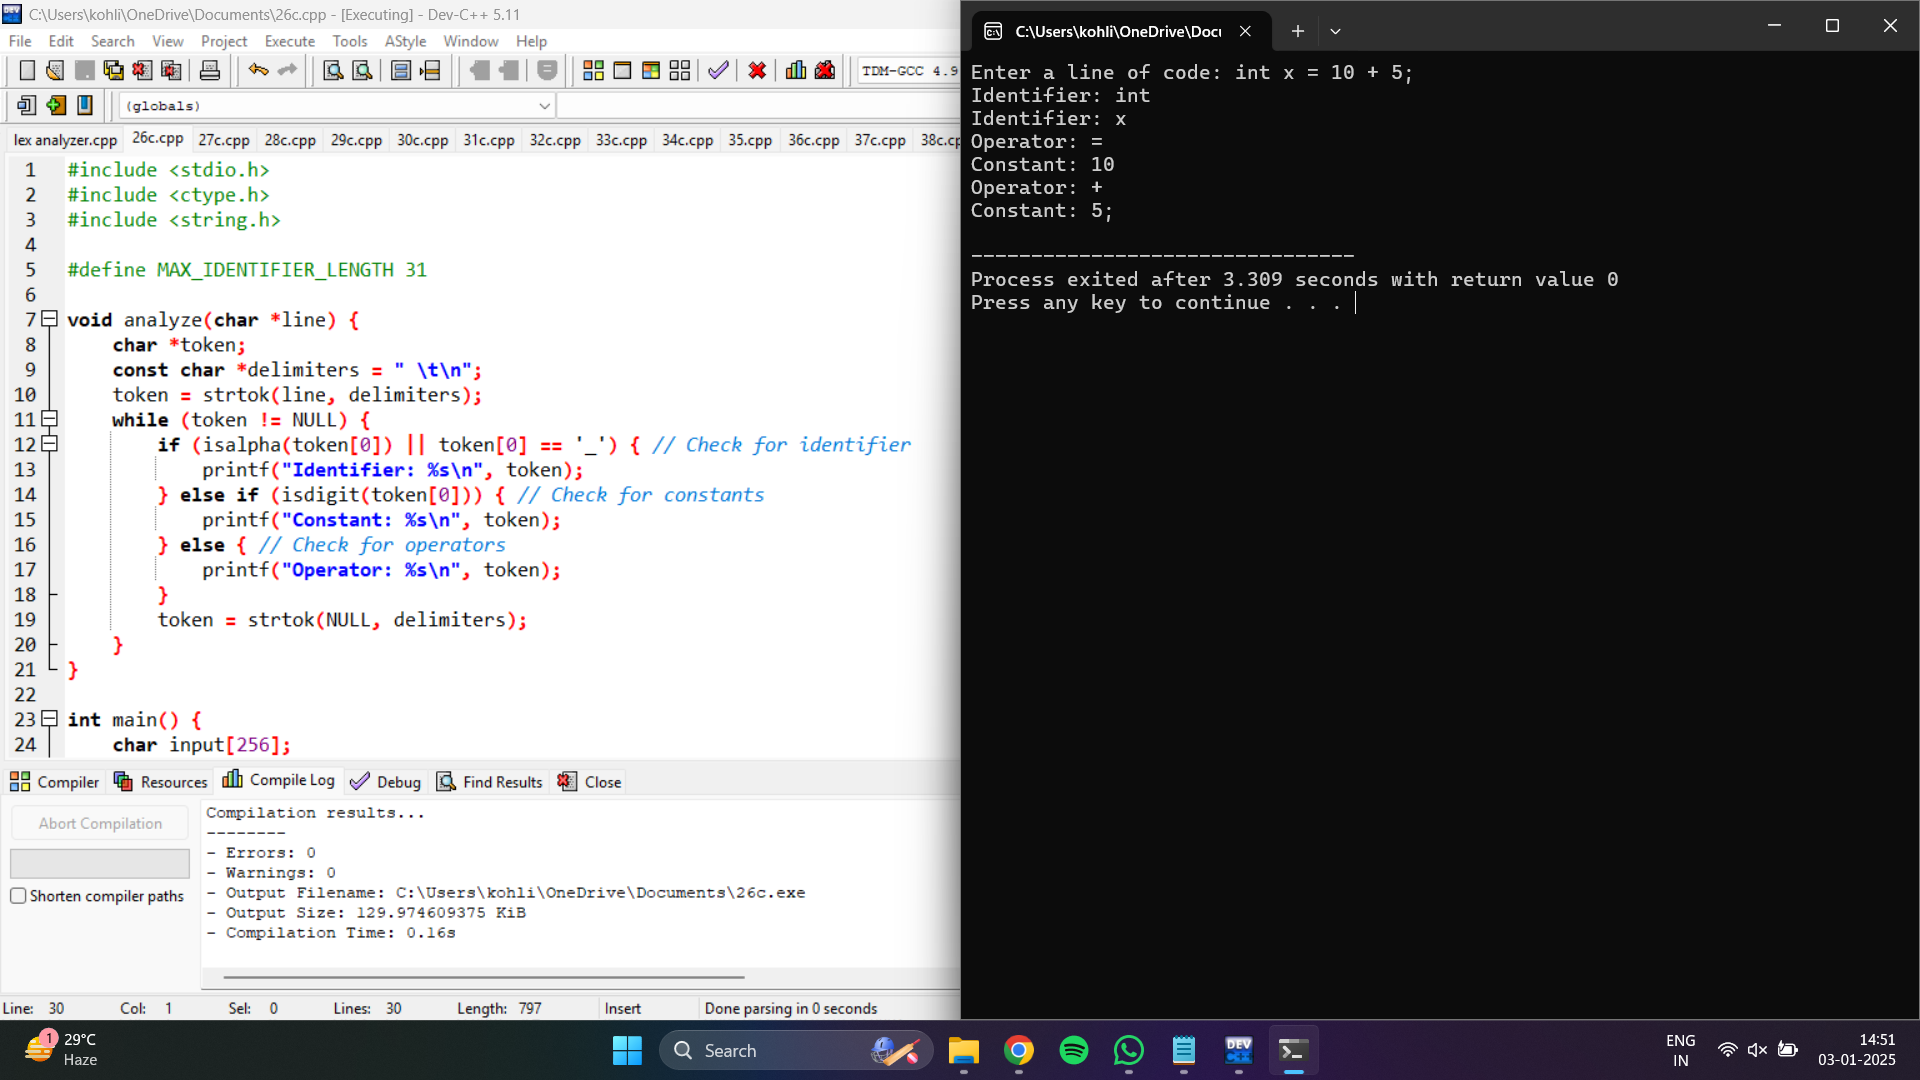 C:\Users\kohli\OneDrive\Documents\26c.cpp - [Executing] - Dev-C++ 5.11
File Edit Search View Project Execute Tools AStyle Window Help
TDM-GCC 4.9
(globals)
lex analyzer.cpp 26c.cpp 27c.cpp 28c.cpp 29c.cpp 30c.cpp 31c.cpp 32c.cpp 33c.cpp 34c.cpp 35.cpp 36c.cpp 37c.cpp 38c.cp
1 #include <stdio.h>
2 #include <ctype.h>
3 #include <string.h>
4
5 #define MAX_IDENTIFIER_LENGTH 31
6
7 void analyze(char *line) {
8 char *token;
9 const char *delimiters = " \t\n";
10 token = strtok(line, delimiters);
11 while (token != NULL) {
12 if (isalpha(token[0]) || token[0] == '_') { // Check for identifier
13 printf("Identifier: %s\n", token);
14 } else if (isdigit(token[0])) { // Check for constants
15 printf("Constant: %s\n", token);
16 } else { // Check for operators
17 printf("Operator: %s\n", token);
18 }
19 token = strtok(NULL, delimiters);
20 }
21 }
22
23 int main() {
24 char input[256];
Compiler Resources Compile Log Debug Find Results Close
Abort Compilation
Shorten compiler paths
Compilation results...
--------
- Errors: 0
- Warnings: 0
- Output Filename: C:\Users\kohli\OneDrive\Documents\26c.exe
- Output Size: 129.974609375 KiB
- Compilation Time: 0.16s
Line: 30 Col: 1 Sel: 0 Lines: 30 Length: 797 Insert Done parsing in 0 seconds
C:\Users\kohli\OneDrive\Docu
Enter a line of code: int x = 10 + 5;
Identifier: int
Identifier: x
Operator: =
Constant: 10
Operator: +
Constant: 5;
--------------------------------
Process exited after 3.309 seconds with return value 0
Press any key to continue . . .
1
29°C
Haze
Search
DEV
C++
ENG
IN
14:51
03-01-2025